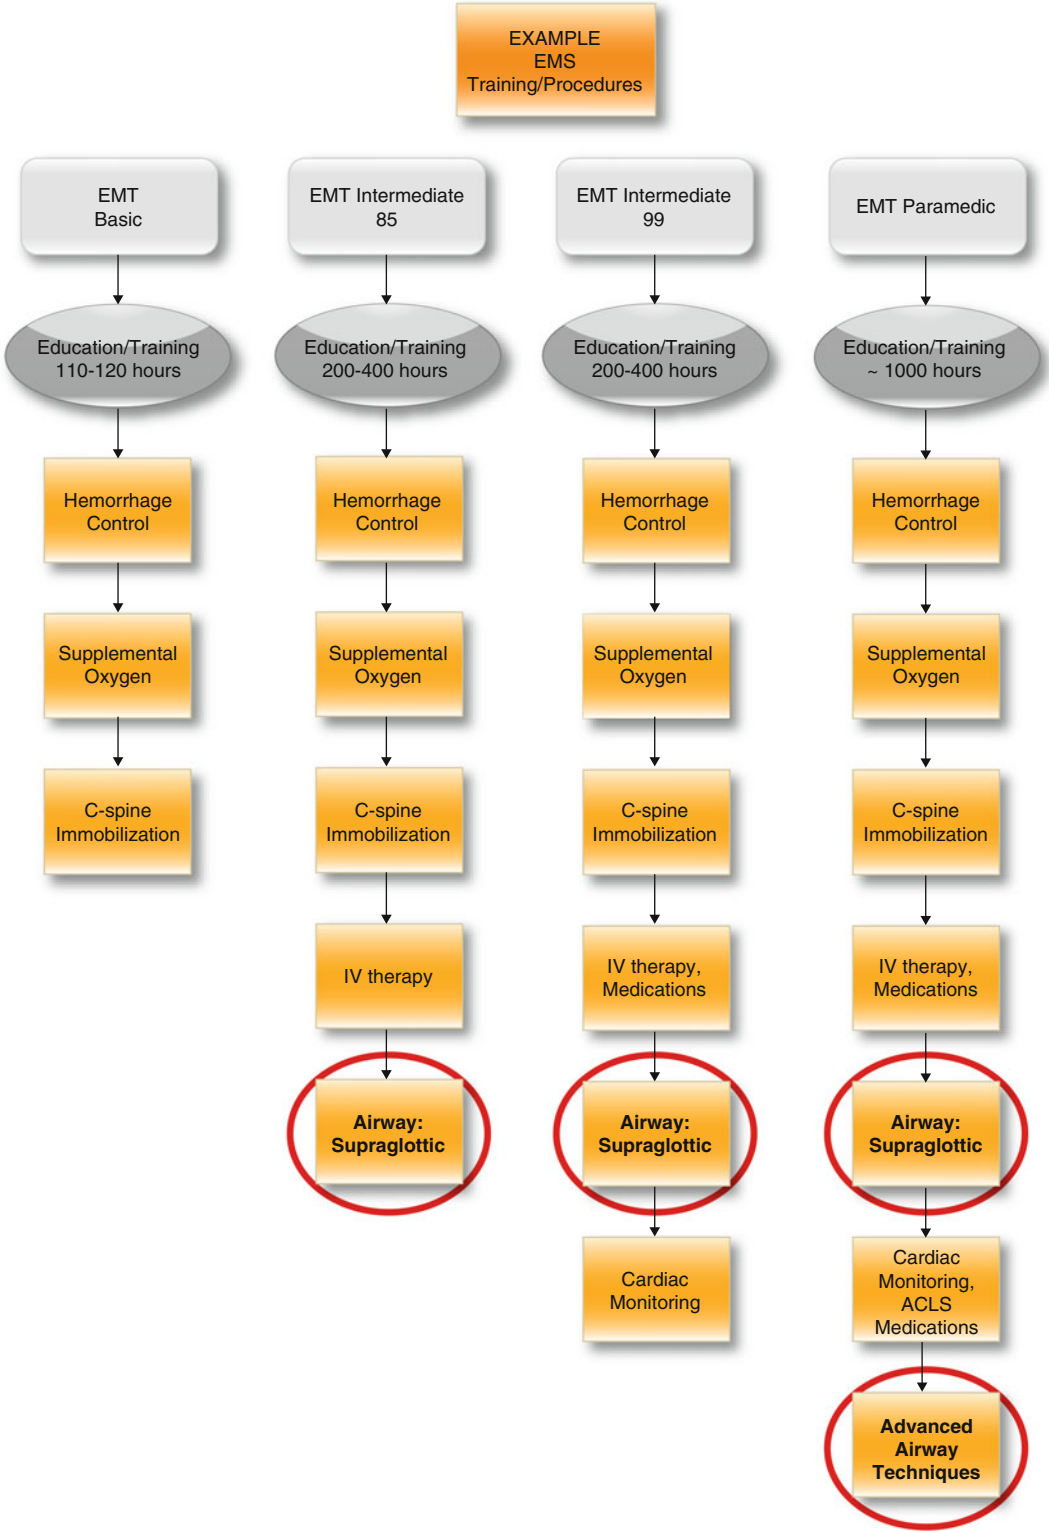 EXAMPLE
EMS
Training/Procedures
EMT
Basic
EMT Intermediate
85
EMT Intermediate
99
EMT Paramedic
Education/Training
110-120 hours
Education/Training
200-400 hours
Education/Training
200-400 hours
Education/Training
~ 1000 hours
Hemorrhage
Control
Hemorrhage
Control
Hemorrhage
Control
Hemorrhage
Control
Supplemental
Oxygen
Supplemental
Oxygen
Supplemental
Oxygen
Supplemental
Oxygen
C-spine
Immobilization
C-spine
Immobilization
C-spine
Immobilization
C-spine
Immobilization
IV therapy
IV therapy,
Medications
IV therapy,
Medications
Airway:
Supraglottic
Airway:
Supraglottic
Airway:
Supraglottic
Cardiac
Monitoring
Cardiac
Monitoring,
ACLS
Medications
Advanced
Airway
Techniques